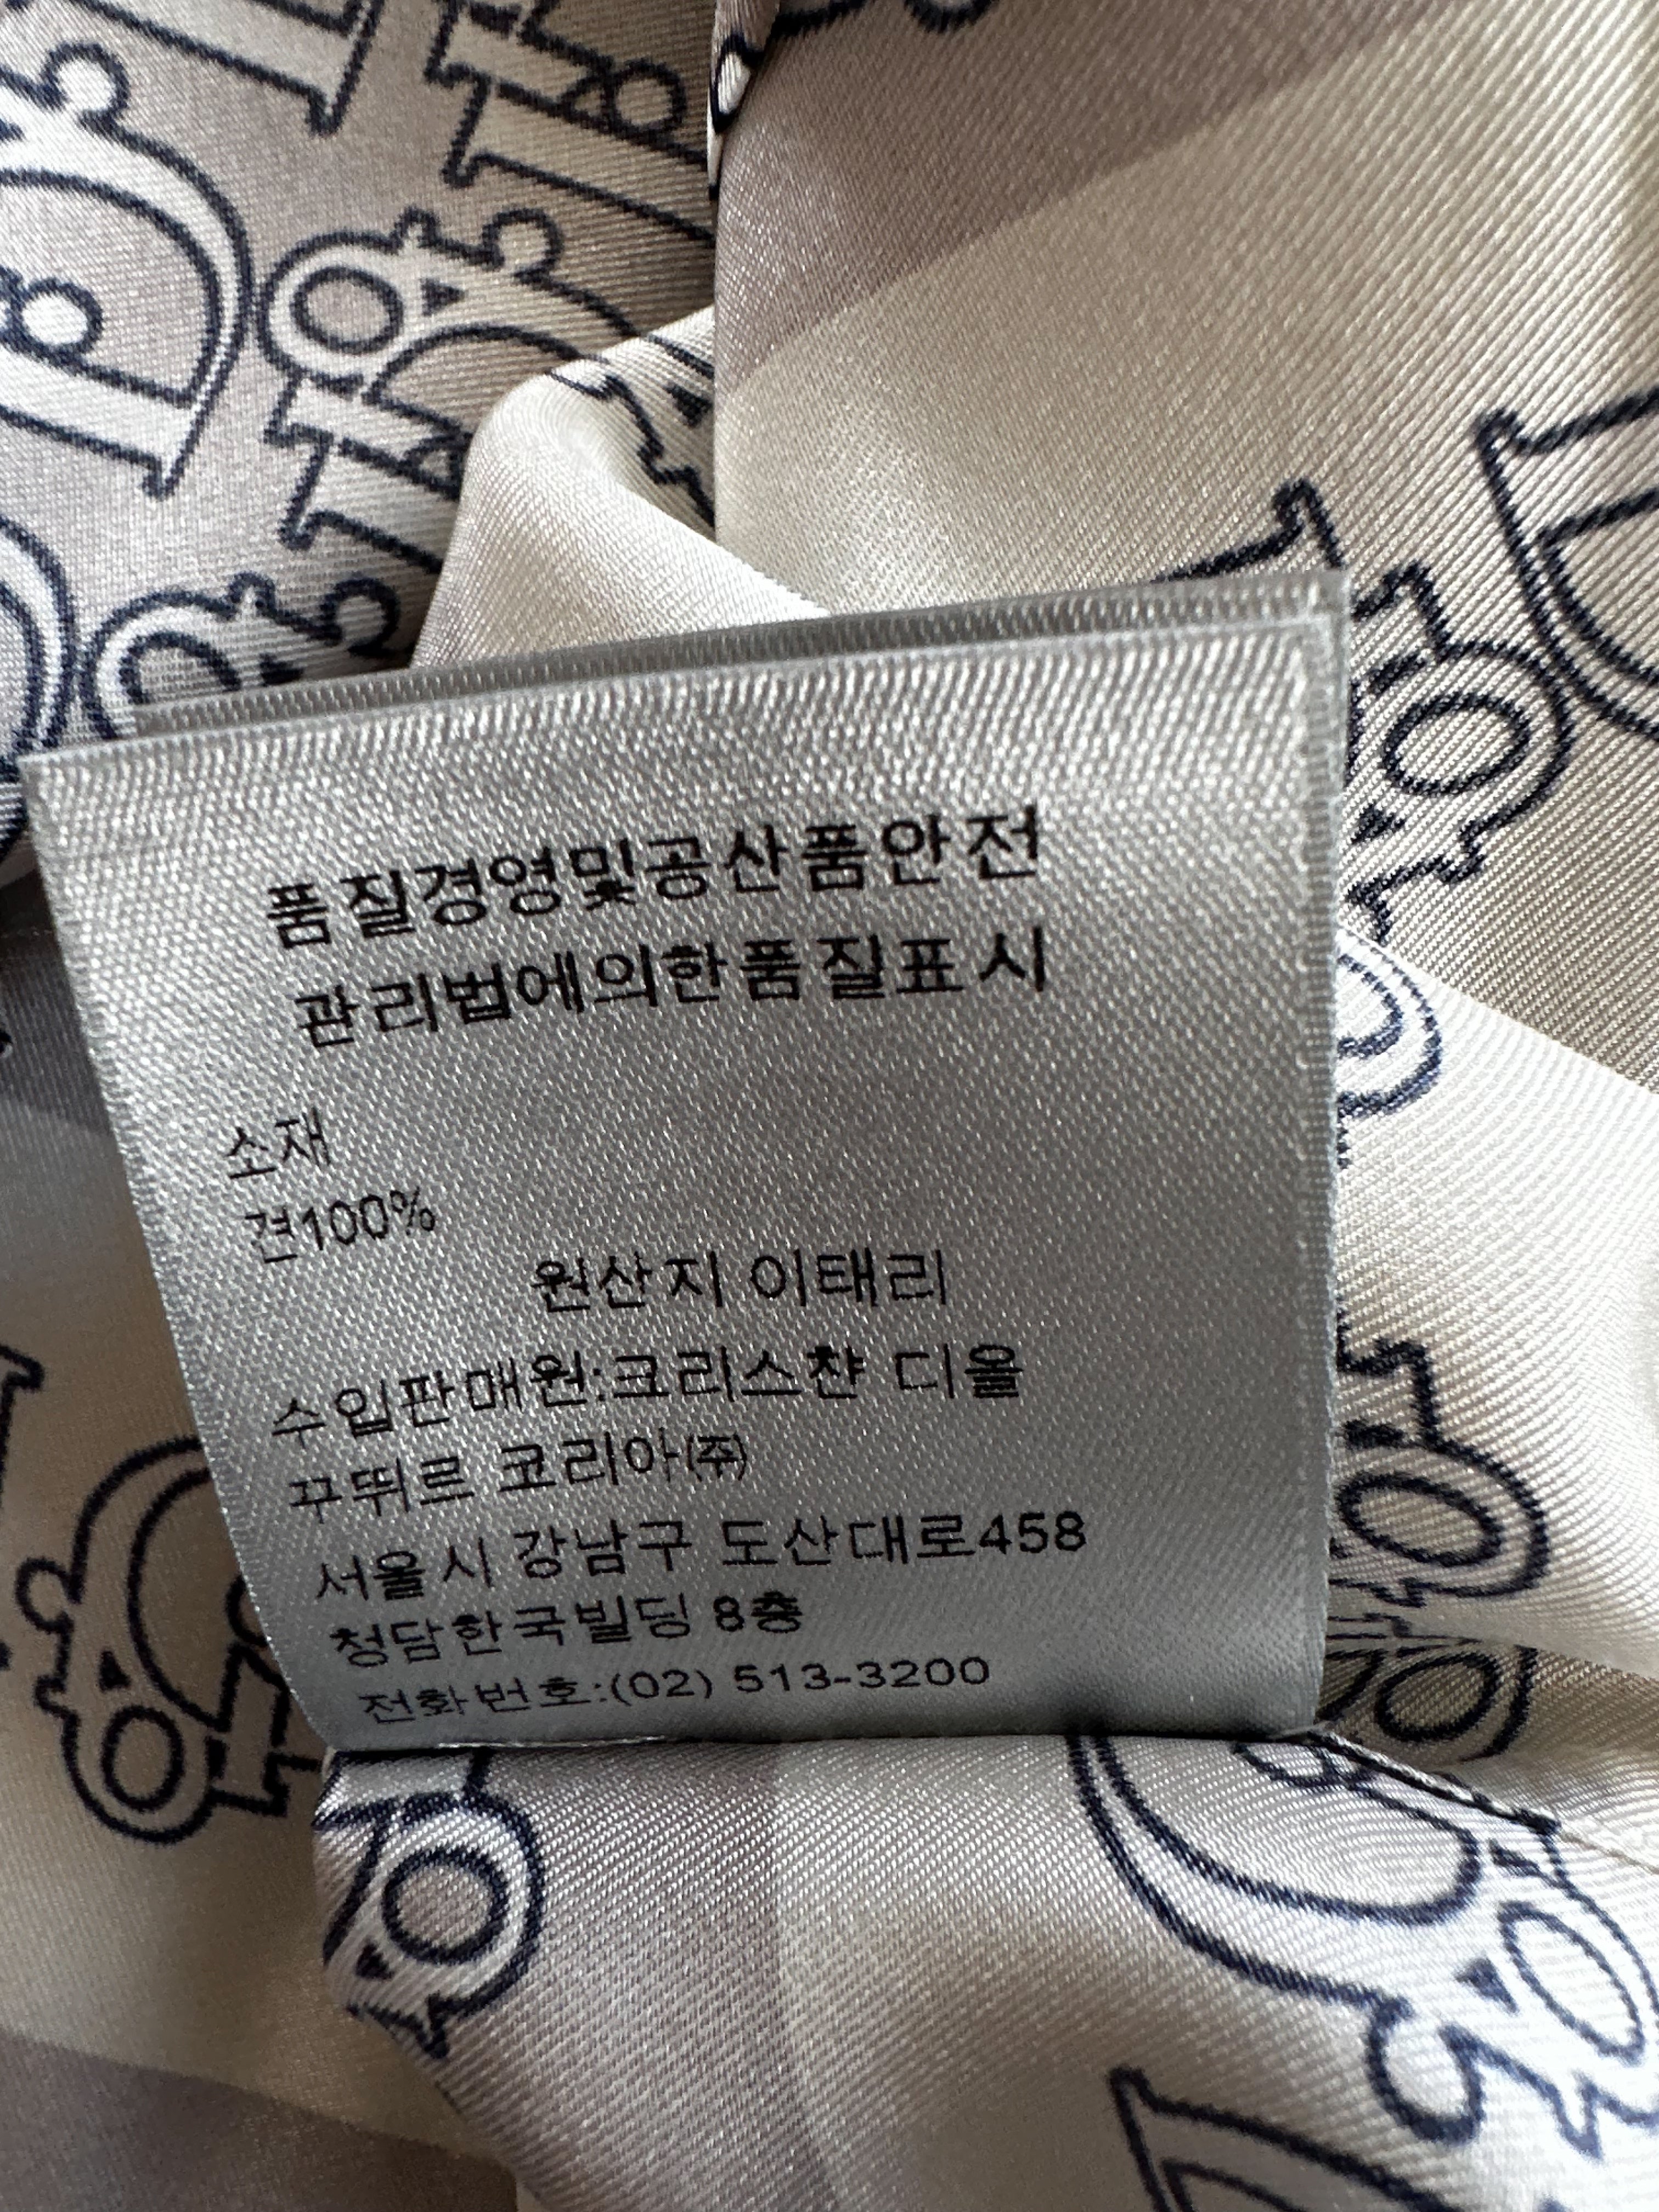 품질경영및공산품안전
관리법에의한품질표시
소재
견100%
원산지 이태리
수입판매원:크리스챤 디올
꾸뛰르 코리아(주)
서울시 강남구 도산대로458
청담한국빌딩 8층
전화번호:(02) 513-3200